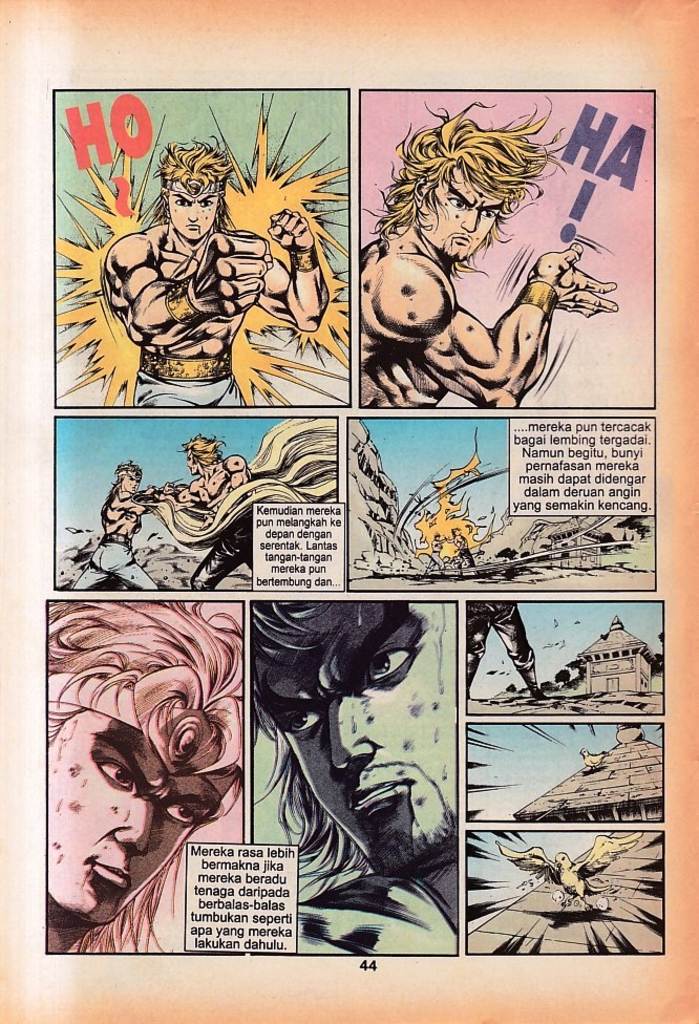 HO
HA
!
Kemudian mereka
pun melangkah ke
depan dengan
serentak. Lantas
tangan-tangan
mereka pun
bertembung dan...
....mereka pun tercacak
bagai lembing tergadai.
Namun begitu, bunyi
pernafasan mereka
masih dapat didengar
dalam deruan angin
yang semakin kencang.
Mereka rasa lebih
bermakna jika
mereka beradu
tenaga daripada
berbalas-balas
tumbukan seperti
apa yang mereka
lakukan dahulu.
44